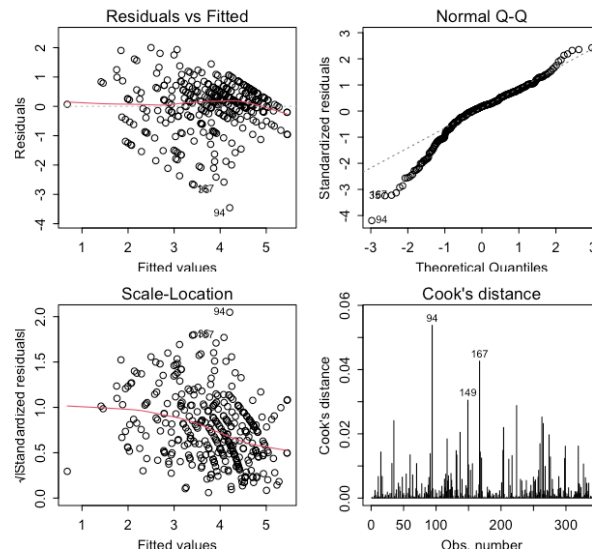 Residuals vs Fitted
Residuals
2
1
0
-1
-2
-3
-4
167
94
1 2 3 4 5
Fitted values
Normal Q-Q
Standardized residuals
3
2
1
0
-1
-2
-3
-4
94
-3 -2 -1 0 1 2 3
Theoretical Quantiles
Scale-Location
√|Standardized residuals|
2.0
1.5
1.0
0.5
0.0
94
167
1 2 3 4 5
Fitted values
Cook's distance
Cook's distance
0.06
0.04
0.02
0.00
94
167
149
0 50 100 200 300
Obs. number